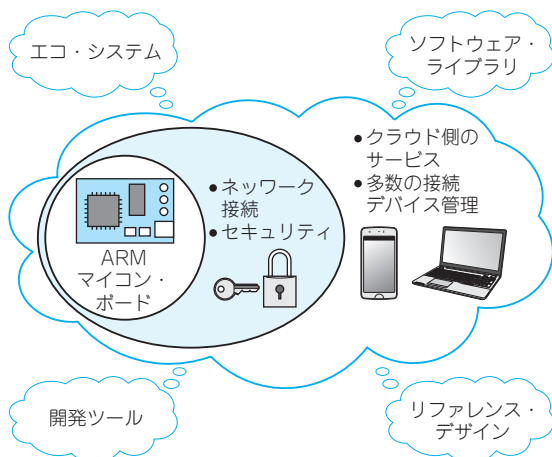 エコ・システム
ソフトウェア・
ライブラリ
●クラウド側の
サービス
●多数の接続
デバイス管理
●ネッワーク
接続
●セキュリティ
ARM
マイコン・
ボード
開発ツール
リファレンス・
デザイン